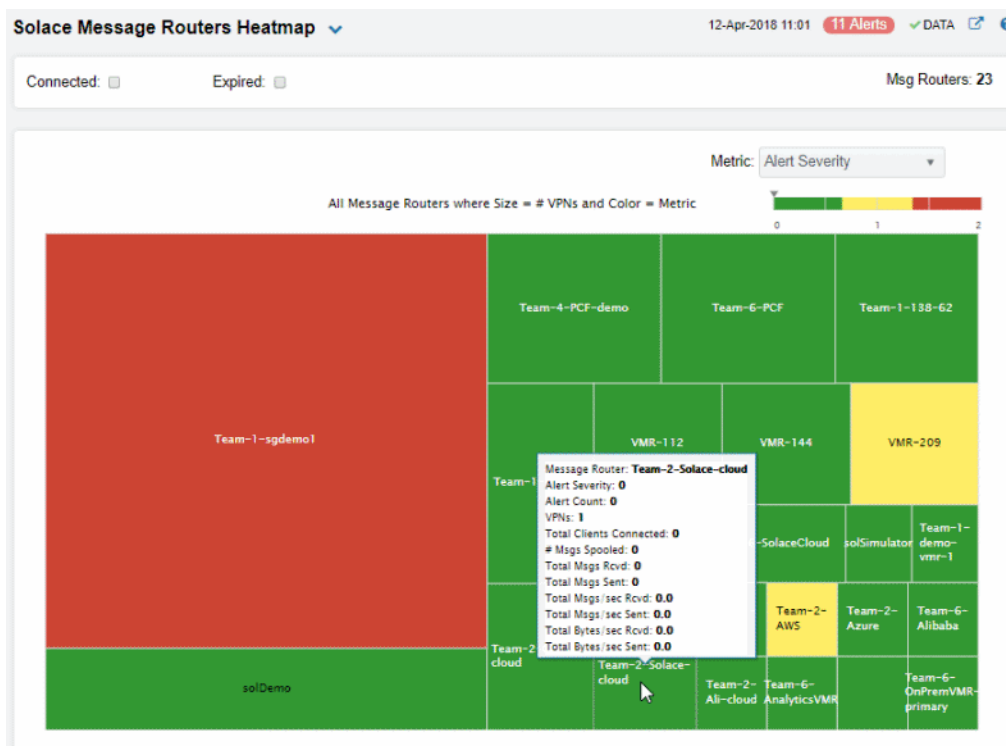 Solace Message Routers Heatmap
12-Apr-2018 11:01 11 Alerts DATA
Connected: Expired: Msg Routers: 23
Metric: Alert Severity
All Message Routers where Size = # VPNs and Color = Metric
0 1 2
Team-4-PCF-demo Team-6-PCF Team-1-138-62
Team-1-sgdemo1
VMR-112 VMR-144 VMR-209
Team-1
Message Router: Team-2-Solace-cloud
Alert Severity: 0
Alert Count: 0
VPNs: 1
Total Clients Connected: 0
# Msgs Spooled: 0
Total Msgs Rcvd: 0
Total Msgs Sent: 0
Total Msgs/sec Rcvd: 0.0
Total Msgs/sec Sent: 0.0
Total Bytes/sec Rcvd: 0.0
Total Bytes/sec Sent: 0.0
-SolaceCloud solSimulator
Team-1-
demo-
vmr-1
Team-2-
AWS
Team-2-
Azure
Team-6-
Alibaba
Team-2
cloud
Team-2-Solace-
cloud
Team-2-
Ali-cloud
Team-6-
AnalyticsVMR
Team-6-
OnPremVMR-
primary
solDemo